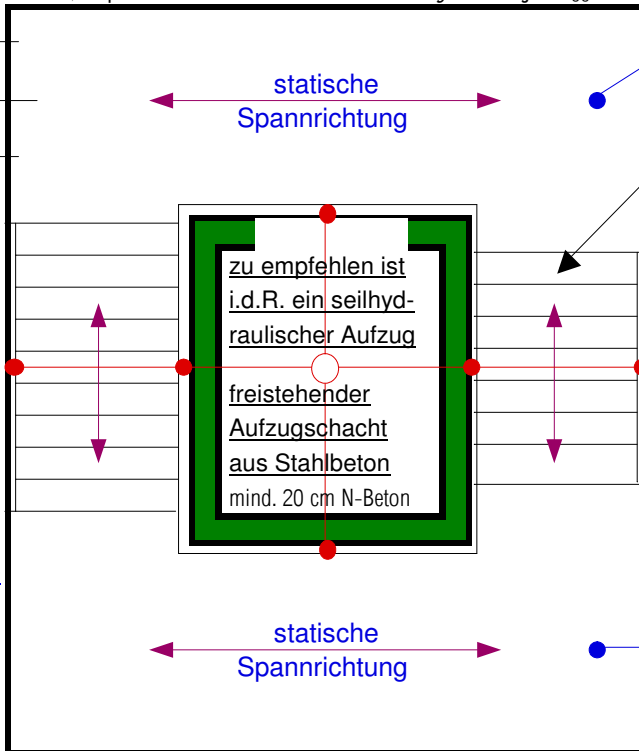 statische
Spannrichtung
zu empfehlen ist
i.d.R. ein seilhyd-
raulischer Aufzug
freistehender
Aufzugschacht
aus Stahlbeton
mind. 20 cm N-Beton
statische
Spannrichtung